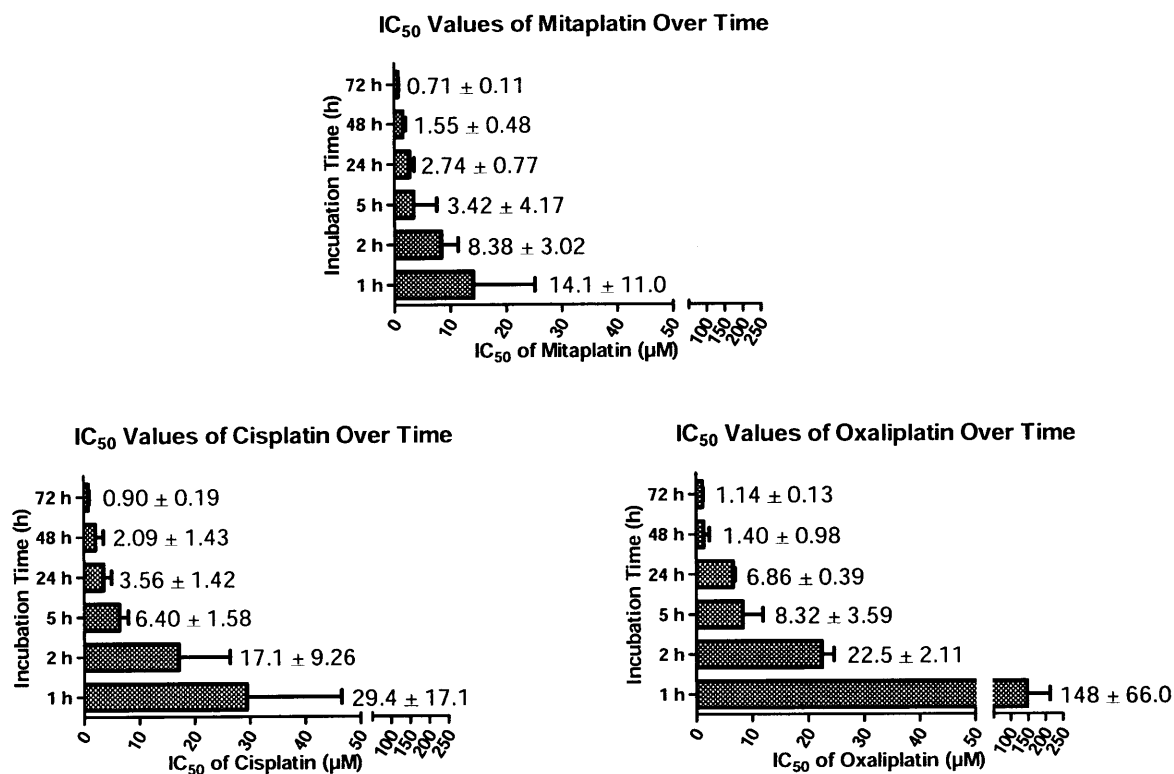 IC50 Values of Mitaplatin Over Time
Incubation Time (h)
72 h 0.71 ± 0.11
48 h 1.55 ± 0.48
24 h 2.74 ± 0.77
5 h 3.42 ± 4.17
2 h 8.38 ± 3.02
1 h 14.1 ± 11.0
0 10 20 30 40 50 100 150 200 250
IC50 of Mitaplatin (µM)
IC50 Values of Cisplatin Over Time
Incubation Time (h)
72 h 0.90 ± 0.19
48 h 2.09 ± 1.43
24 h 3.56 ± 1.42
5 h 6.40 ± 1.58
2 h 17.1 ± 9.26
1 h 29.4 ± 17.1
0 10 20 30 40 50 100 150 200 250
IC50 of Cisplatin (µM)
IC50 Values of Oxaliplatin Over Time
Incubation Time (h)
72 h 1.14 ± 0.13
48 h 1.40 ± 0.98
24 h 6.86 ± 0.39
5 h 8.32 ± 3.59
2 h 22.5 ± 2.11
1 h 148 ± 66.0
0 10 20 30 40 50 100 150 200 250
IC50 of Oxaliplatin (µM)